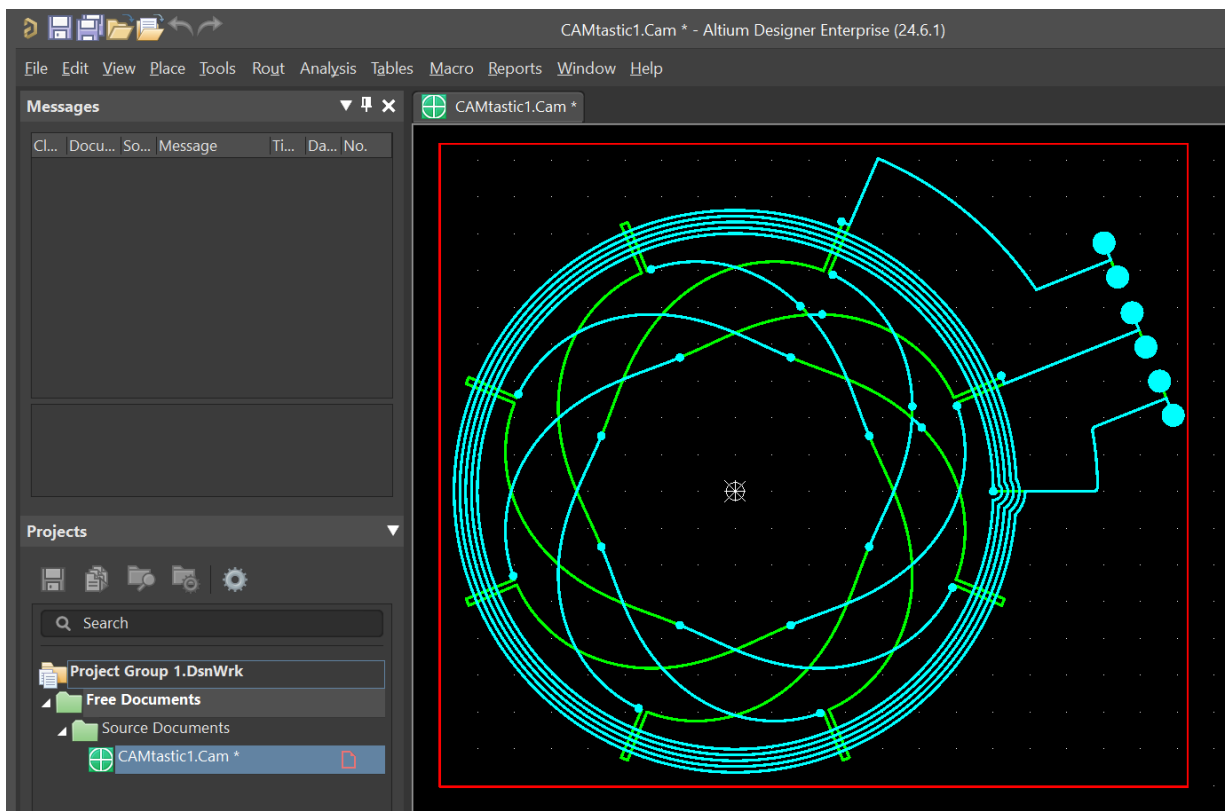 CAMtastic1.Cam * - Altium Designer Enterprise (24.6.1)
File Edit View Place Tools Rout Analysis Tables Macro Reports Window Help
Messages
CAMtastic1.Cam *
Cl... Docu... So... Message Ti... Da... No.
Projects
Search
Project Group 1.DsnWrk
Free Documents
Source Documents
CAMtastic1.Cam *